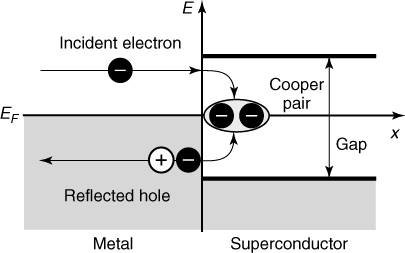 E
Incident electron
−
Cooper
pair
E_F
− −
x
Gap
+ −
Reflected hole
Metal
Superconductor